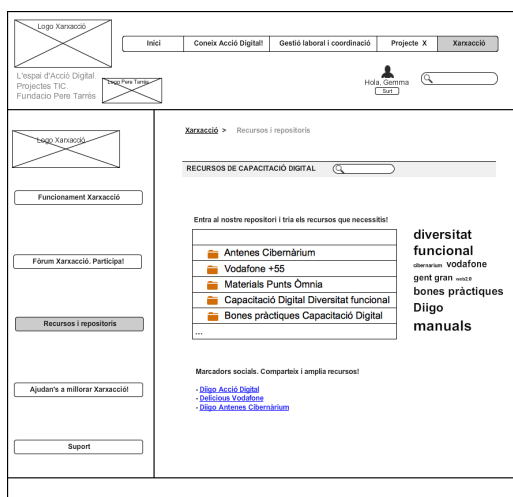 Logo Xarxacció
Inici
Coneix Acció Digital!
Gestió laboral i coordinació
Projecte X
Xarxacció
L'espai d'Acció Digital.
Projectes TIC.
Fundacio Pere Tarrés
Logo Pere Tarrés
Hola, Gemma
Surt
Logo Xarxacció
Funcionament Xarxacció
Fórum Xarxacció. Participa!
Recursos i repositoris
Ajudan's a millorar Xarxacció!
Suport
Xarxacció > Recursos i repositoris
RECURSOS DE CAPACITACIÓ DIGITAL
Entra al nostre repositori i tria els recursos que necessitis!
Antenes Cibernàrium
Vodafone +55
Materials Punts Òmnia
Capacitació Digital Diversitat funcional
Bones pràctiques Capacitació Digital
...
diversitat
funcional
cibernarium vodafone
gent gran web2.0
bones pràctiques
Diigo
manuals
Marcadors socials. Comparteix i amplia recursos!
- Diigo Acció Digital
- Delicious Vodafone
- Diigo Antenes Cibernàrium